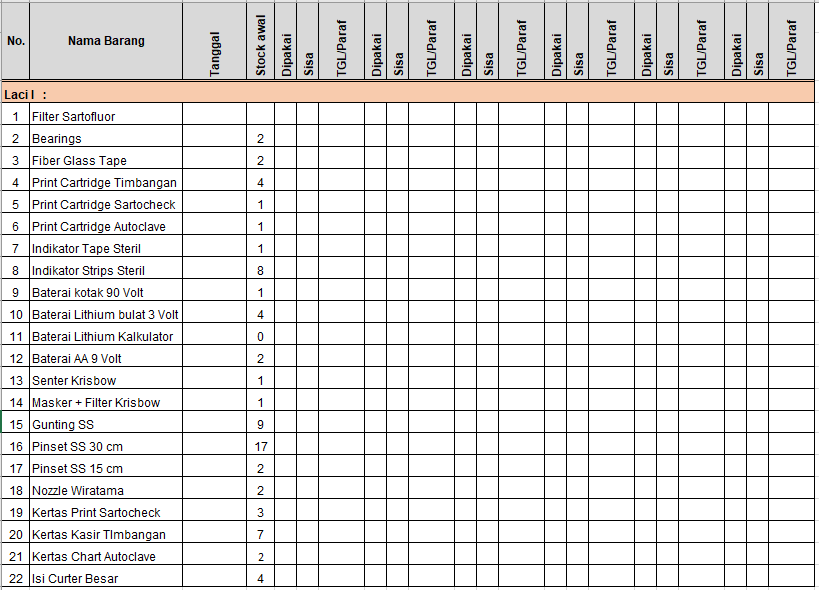 No. Nama Barang Tanggal Stock awal Dipakai Sisa TGL/Paraf Dipakai Sisa TGL/Paraf Dipakai Sisa TGL/Paraf Dipakai Sisa TGL/Paraf Dipakai Sisa TGL/Paraf Dipakai Sisa TGL/Paraf
Laci I :
1 Filter Sartofluor
2 Bearings 2
3 Fiber Glass Tape 2
4 Print Cartridge Timbangan 4
5 Print Cartridge Sartocheck 1
6 Print Cartridge Autoclave 1
7 Indikator Tape Steril 1
8 Indikator Strips Steril 8
9 Baterai kotak 90 Volt 1
10 Baterai Lithium bulat 3 Volt 4
11 Baterai Lithium Kalkulator 0
12 Baterai AA 9 Volt 2
13 Senter Krisbow 1
14 Masker + Filter Krisbow 1
15 Gunting SS 9
16 Pinset SS 30 cm 17
17 Pinset SS 15 cm 2
18 Nozzle Wiratama 2
19 Kertas Print Sartocheck 3
20 Kertas Kasir TImbangan 7
21 Kertas Chart Autoclave 2
22 Isi Curter Besar 4